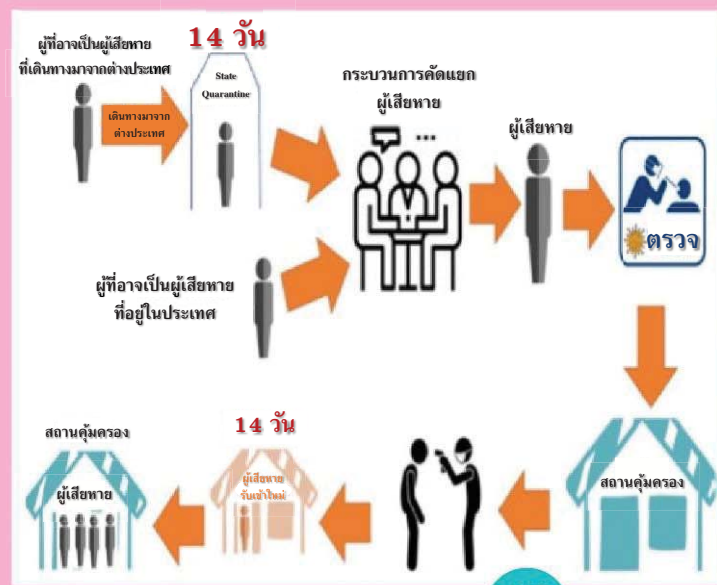 ผู้ที่อาจเป็นผู้เสียหาย
ที่เดินทางมาจากต่างประเทศ
เดินทางมาจาก
ต่างประเทศ
14 วัน
State
Quarantine
กระบวนการคัดแยก
ผู้เสียหาย
ผู้เสียหาย
ตรวจ
ผู้ที่อาจเป็นผู้เสียหาย
ที่อยู่ในประเทศ
สถานคุ้มครอง
14 วัน
ผู้เสียหาย
รับเข้าใหม่
สถานคุ้มครอง
ผู้เสียหาย